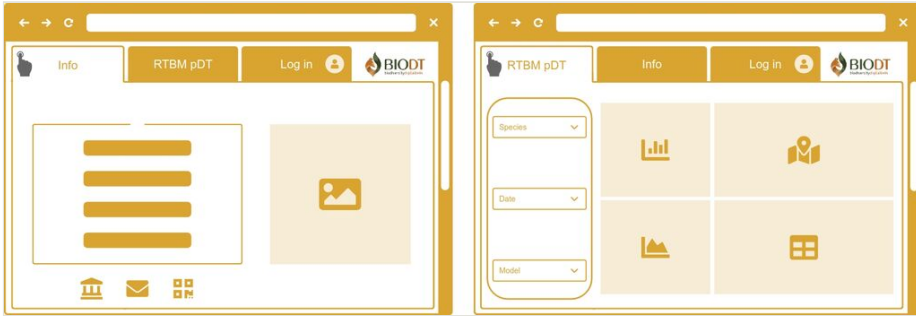 Info
RTBM pDT
Log in
BIODT
RTBM pDT
Info
Log in
BIODT
Species
Date
Model